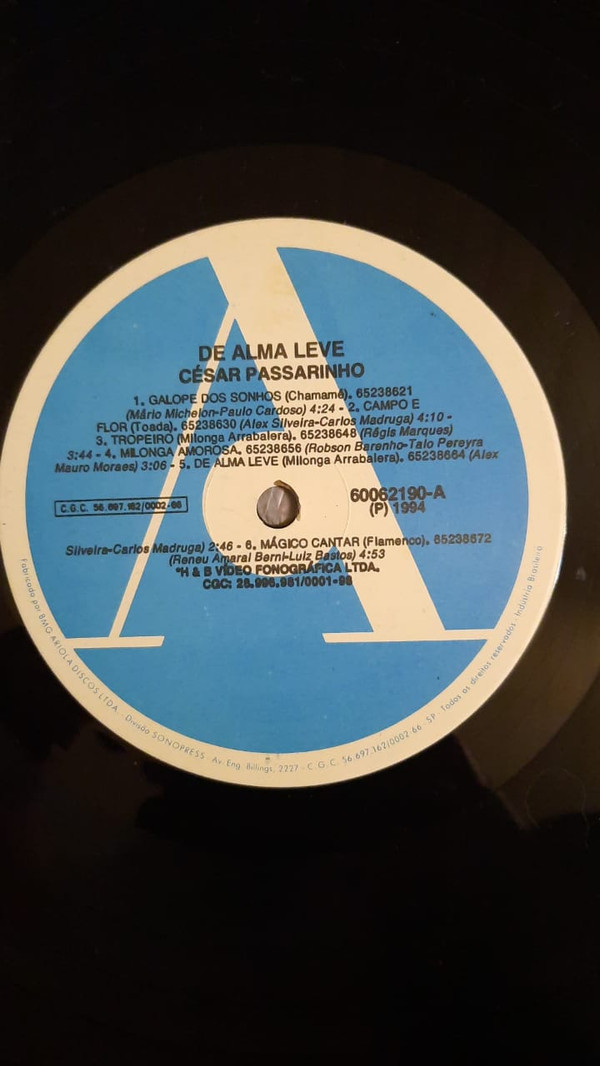 DE ALMA LEVE
CÉSAR PASSARINHO
1. GALOPE DOS SONHOS (Chamamé). 65238621
(Mário Michelon-Paulo Cardoso) 4:24 - 2. CAMPO E
FLOR (Toada). 65238630 (Alex Silveira-Carlos Madruga) 4:10 -
3. TROPEIRO (Milonga Arrabalera). 65238648 (Régis Marques)
3:44 - 4. MILONGA AMOROSA. 65238656 (Robson Barenho-Talo Pereyra
Mauro Moraes) 3:06 - 5. DE ALMA LEVE (Milonga Arrabalera). 65238664 (Alex
C.G.C. 56.697.162/0002-66
60062190-A
(P) 1994
Silveira-Carlos Madruga) 2:46 - 6. MÁGICO CANTAR (Flamenco). 65238672
(Reneu Amaral Berni-Luiz Bastos) 4:53
*H & B VÍDEO FONOGRÁFICA LTDA.
CGC: 28.996.981/0001-98
Fabricado por BMG ARIOLA DISCOS LTDA. - Divisão SONOPRESS - Av. Eng. Billings, 2227 - C.G.C. 56.697.162/0002-66 SP - Todos os direitos reservados - Indústria Brasileira